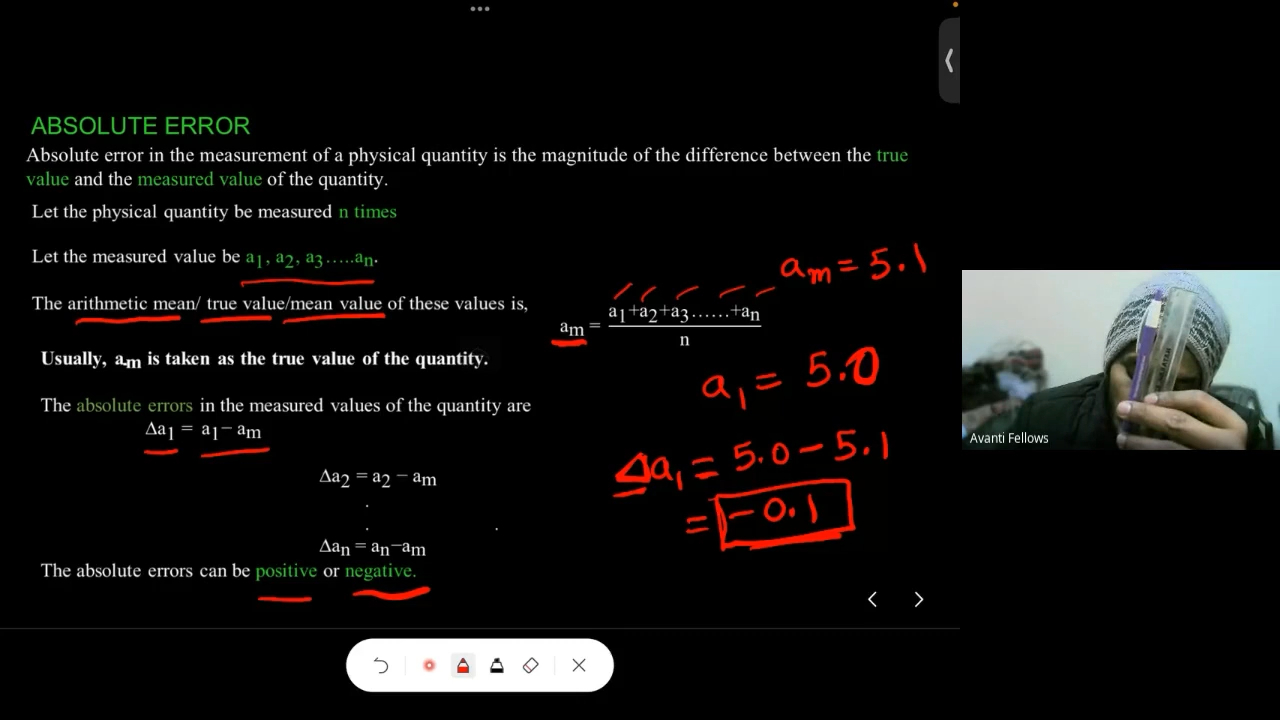 ABSOLUTE ERROR
Absolute error in the measurement of a physical quantity is the magnitude of the difference between the true
value and the measured value of the quantity.
Let the physical quantity be measured n times
Let the measured value be a1, a2, a3.....an.
The arithmetic mean/ true value/mean value of these values is,
am = a1+a2+a3......+an
n
am = 5.1
Usually, am is taken as the true value of the quantity.
a1 = 5.0
The absolute errors in the measured values of the quantity are
Δa1 = a1− am
Δa1 = 5.0 − 5.1
= −0.1
Δa2 = a2 − am
.
. .
Δan = an−am
The absolute errors can be positive or negative.
Avanti Fellows